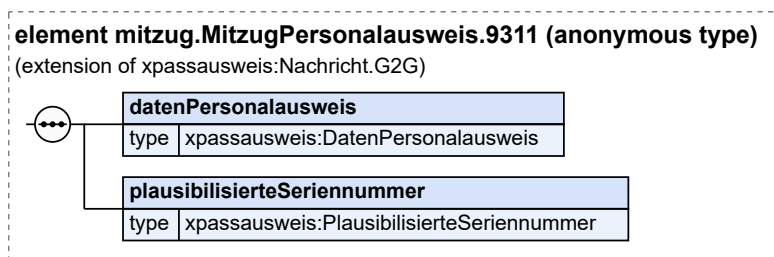 element mitzug.MitzugPersonalausweis.9311 (anonymous type)
(extension of xpassausweis:Nachricht.G2G)
datenPersonalausweis
type xpassausweis:DatenPersonalausweis
plausibilisierteSeriennummer
type xpassausweis:PlausibilisierteSeriennummer